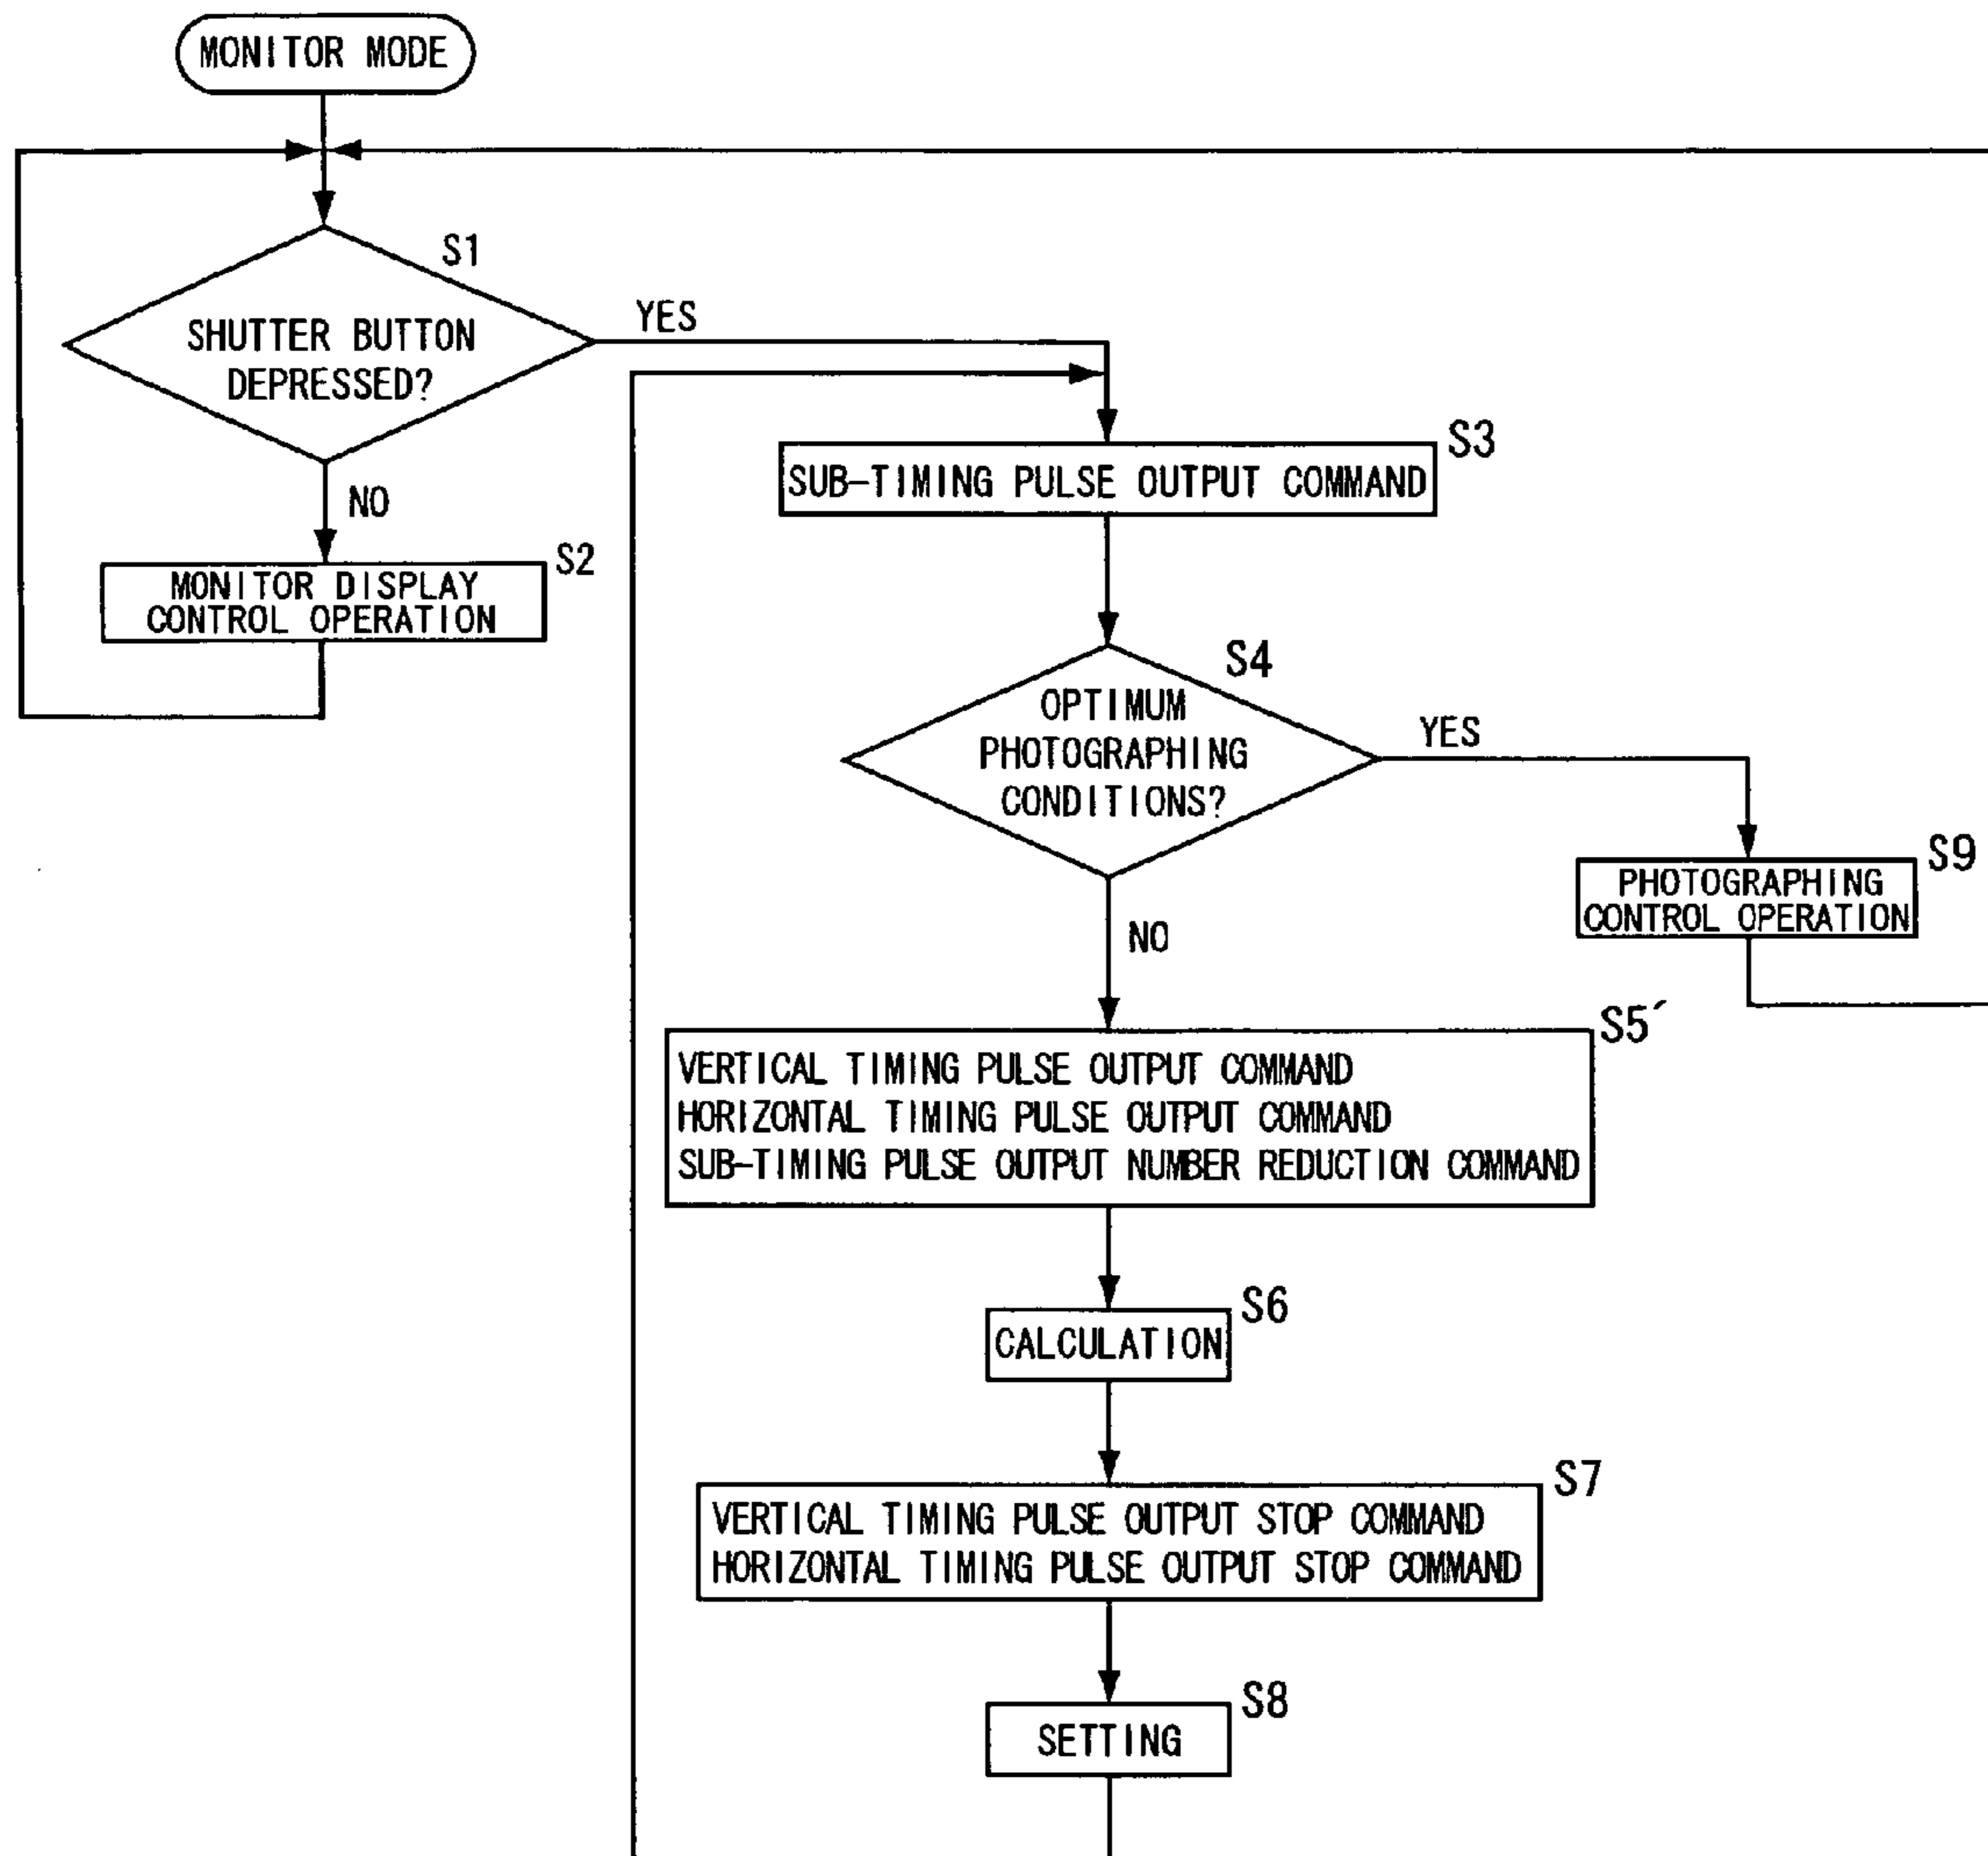 MONITOR MODE
S1
SHUTTER BUTTON
DEPRESSED?
YES
NO
S2
MONITOR DISPLAY
CONTROL OPERATION
S3
SUB-TIMING PULSE OUTPUT COMMAND
S4
OPTIMUM
PHOTOGRAPHING
CONDITIONS?
YES
NO
S9
PHOTOGRAPHING
CONTROL OPERATION
S5´
VERTICAL TIMING PULSE OUTPUT COMMAND
HORIZONTAL TIMING PULSE OUTPUT COMMAND
SUB-TIMING PULSE OUTPUT NUMBER REDUCTION COMMAND
S6
CALCULATION
S7
VERTICAL TIMING PULSE OUTPUT STOP COMMAND
HORIZONTAL TIMING PULSE OUTPUT STOP COMMAND
S8
SETTING